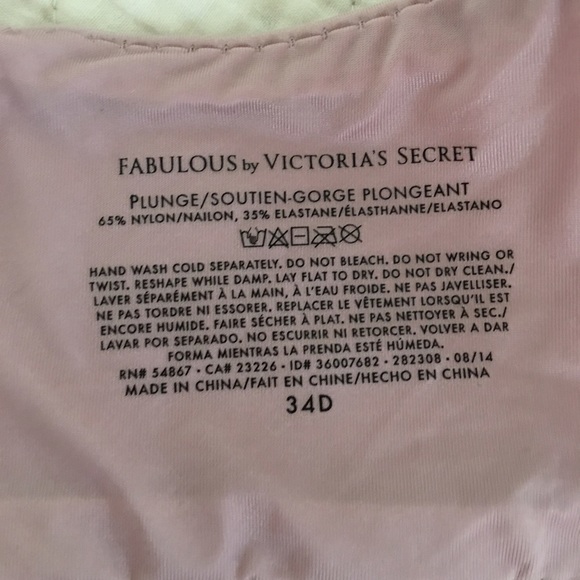 FABULOUS by VICTORIA'S SECRET
PLUNGE/SOUTIEN-GORGE PLONGEANT
65% NYLON/NAILON, 35% ELASTANE/ÉLASTHANNE/ELASTANO
HAND WASH COLD SEPARATELY. DO NOT BLEACH. DO NOT WRING OR
TWIST. RESHAPE WHILE DAMP. LAY FLAT TO DRY. DO NOT DRY CLEAN./
LAVER SÉPARÉMENT À LA MAIN, À L'EAU FROIDE. NE PAS JAVELLISER.
NE PAS TORDRE NI ESSORER. REPLACER LE VÊTEMENT LORSQU'IL EST
ENCORE HUMIDE. FAIRE SÉCHER À PLAT. NE PAS NETTOYER À SEC./
LAVAR POR SEPARADO. NO ESCURRIR NI RETORCER. VOLVER A DAR
FORMA MIENTRAS LA PRENDA ESTÉ HÚMEDA.
RN# 54867 • CA# 23226 • ID# 36007682 • 282308 • 08/14
MADE IN CHINA/FAIT EN CHINE/HECHO EN CHINA
34D